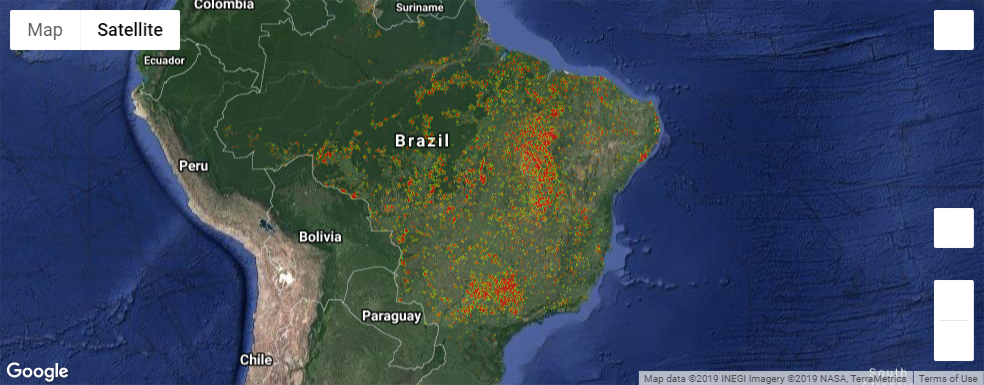 Colombia
Suriname
Map
Satellite
Ecuador
Brazil
Peru
Bolivia
Paraguay
Chile
South
Google
Map data ©2019 INEGI Imagery ©2019 NASA, TerraMetrics
Terms of Use